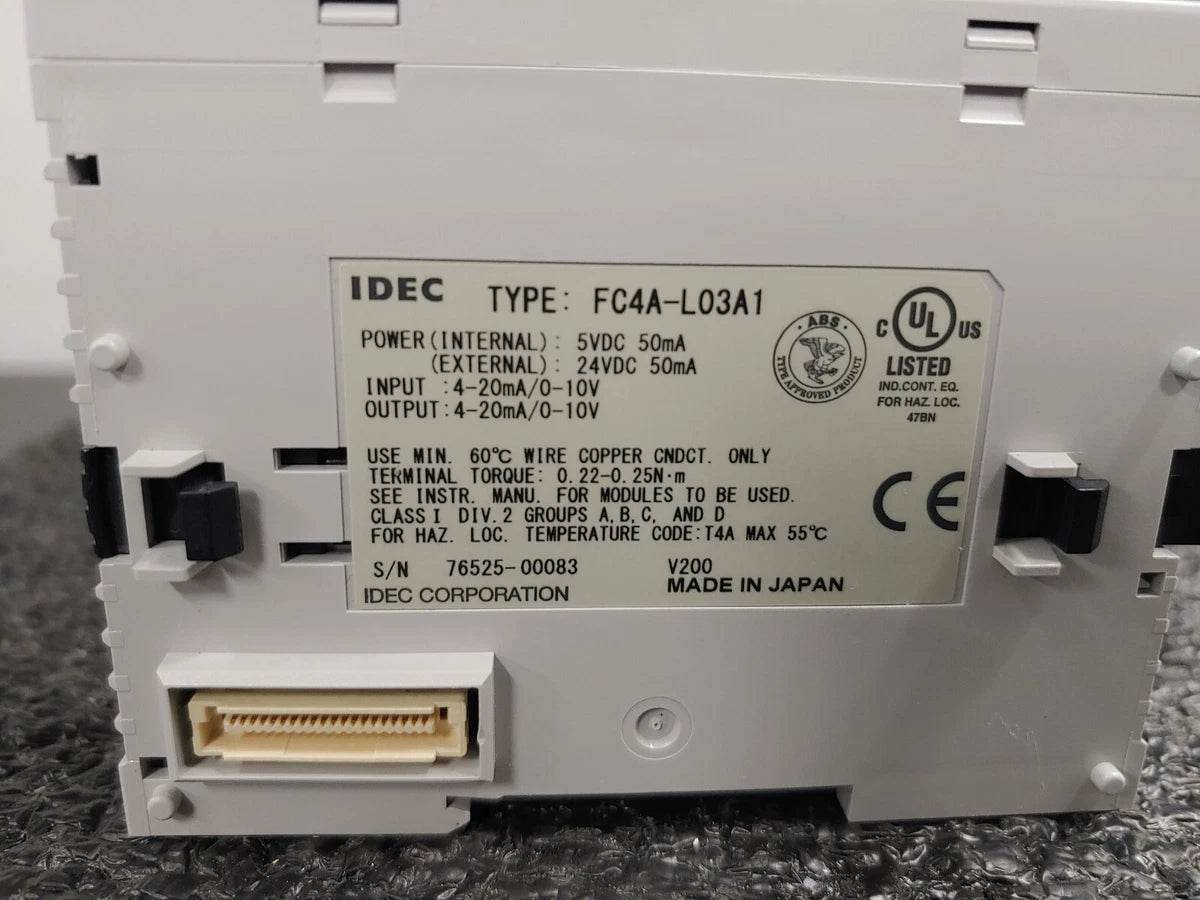 IDEC TYPE: FC4A-L03A1
POWER(INTERNAL): 5VDC 50mA
(EXTERNAL): 24VDC 50mA
INPUT :4-20mA/0-10V
OUTPUT:4-20mA/0-10V
·ABS·
TYPE APPROVED PRODUCT
C UL US
LISTED
IND.CONT. EQ.
FOR HAZ. LOC.
47BN
USE MIN. 60℃ WIRE COPPER CNDCT. ONLY
TERMINAL TORQUE: 0.22-0.25N·m
SEE INSTR. MANU. FOR MODULES TO BE USED.
CLASSⅠ DIV.2 GROUPS A,B,C, AND D
FOR HAZ. LOC. TEMPERATURE CODE:T4A MAX 55℃
CE
S/N 76525-00083 V200
IDEC CORPORATION MADE IN JAPAN